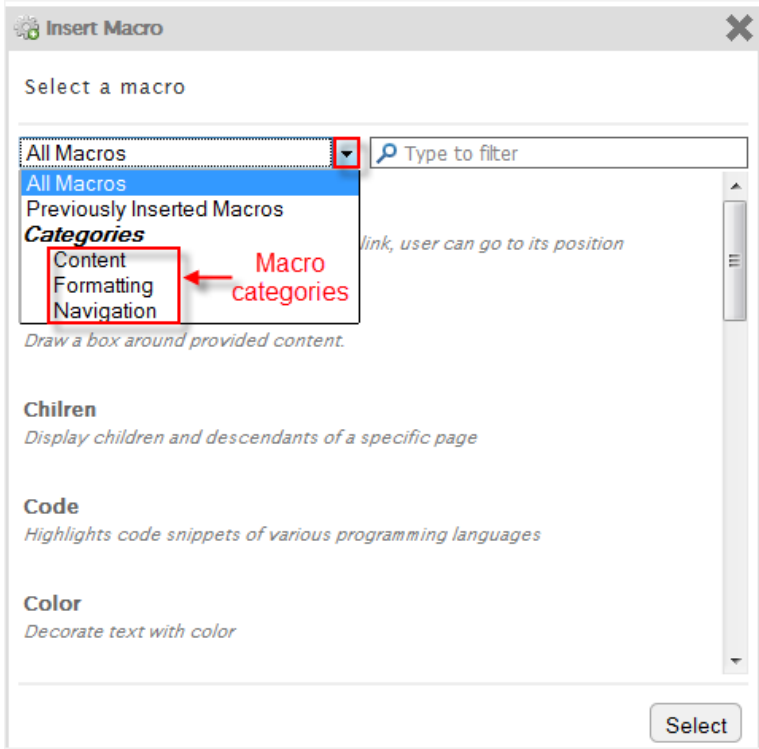 Insert Macro
Select a macro
All Macros
Type to filter
All Macros
Previously Inserted Macros
Categories
link, user can go to its position
Content
Formatting
Navigation
Macro
categories
Draw a box around provided content.
Chilren
Display children and descendants of a specific page
Code
Highlights code snippets of various programming languages
Color
Decorate text with color
Select